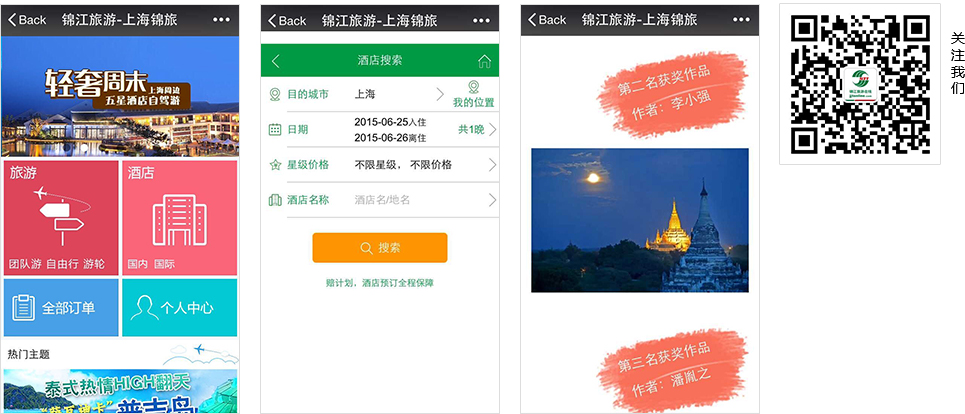 Back 锦江旅游-上海锦旅
轻奢周末 上海周边
五星酒店自驾游
旅游 酒店
团队游 自由行 游轮 国内 国际
全部订单 个人中心
热门主题
泰式热情HIGH翻天
普吉岛
Back 锦江旅游-上海锦旅
酒店搜索
目的城市 上海 我的位置
日期 2015-06-25入住 共1晚
2015-06-26离住
星级价格 不限星级，不限价格
酒店名称 酒店名/地名
搜索
赔计划，酒店预订全程保障
Back 锦江旅游-上海锦旅
第二名获奖作品
作者：李小强
第三名获奖作品
作者：潘胤之
关注我们